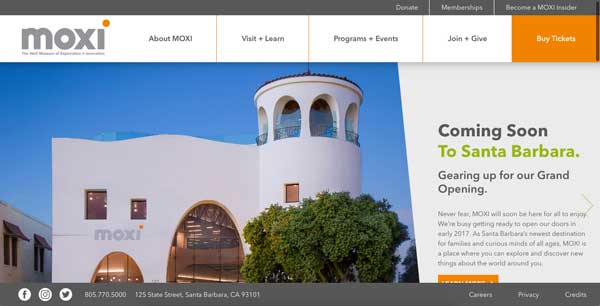 Donate Memberships Become a MOXI Insider
moxi
The Wolf Museum of Exploration + Innovation
About MOXI Visit + Learn Programs + Events Join + Give Buy Tickets
Coming Soon
To Santa Barbara.
Gearing up for our Grand
Opening.
Never fear, MOXI will soon be here for all to enjoy.
We're busy getting ready to open our doors in
early 2017. As Santa Barbara's newest destination
for families and curious minds of all ages, MOXI is
a place where you can explore and discover new
things about the world around you.
LEARN MORE
moxi
805.770.5000 125 State Street, Santa Barbara, CA 93101 Careers Privacy Credits